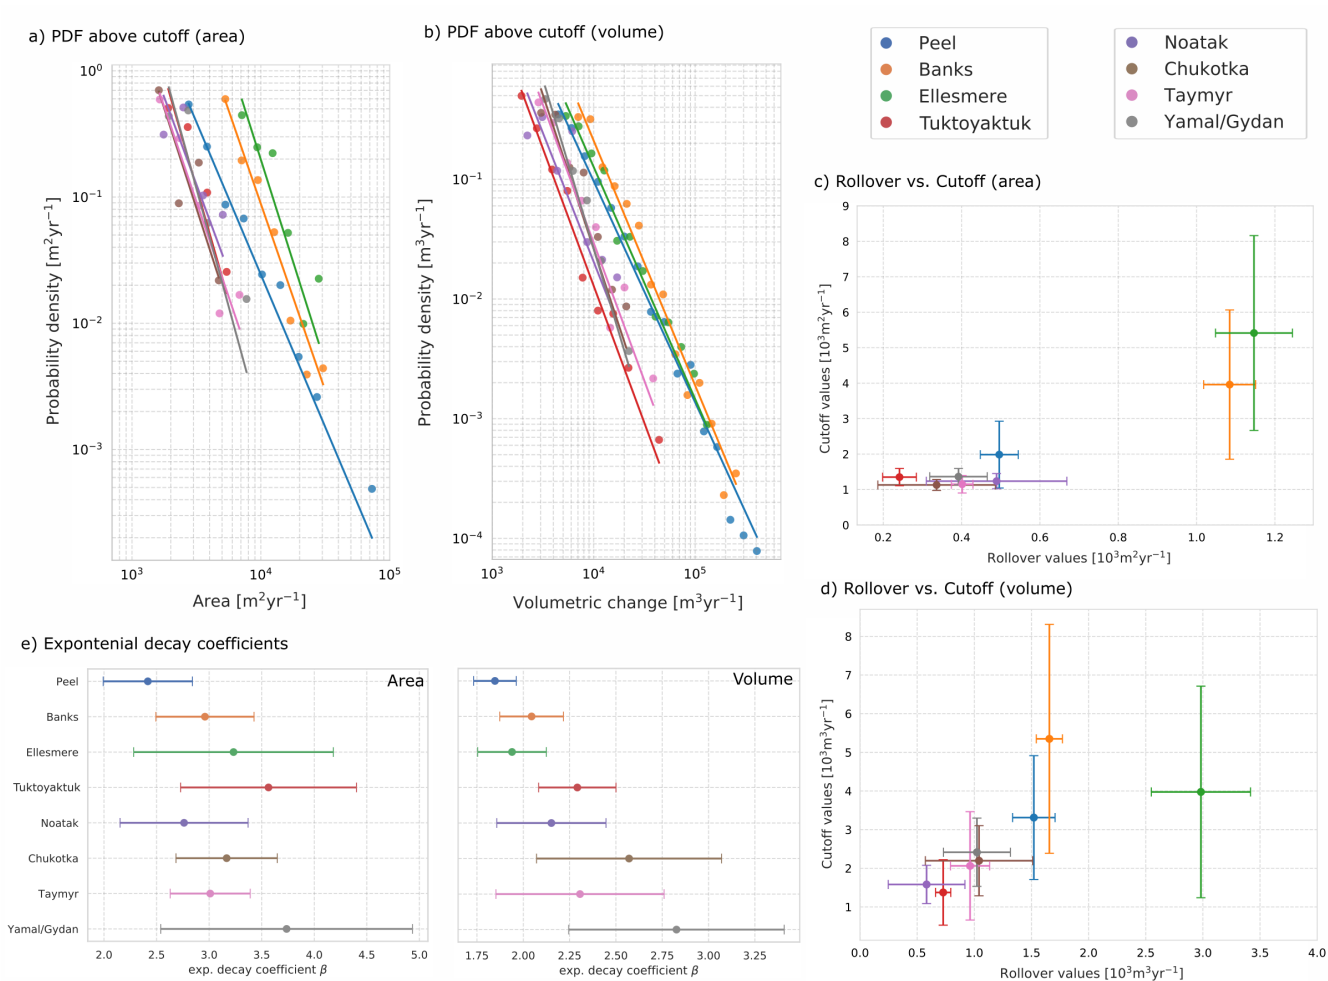 a) PDF above cutoff (area)
10⁰
10⁻¹
10⁻²
10⁻³
Probability density [m²yr⁻¹]
10³ 10⁴ 10⁵
Area [m²yr⁻¹]
b) PDF above cutoff (volume)
10⁻¹
10⁻²
10⁻³
10⁻⁴
Probability density [m³yr⁻¹]
10³ 10⁴ 10⁵
Volumetric change [m³yr⁻¹]
Peel
Banks
Ellesmere
Tuktoyaktuk
Noatak
Chukotka
Taymyr
Yamal/Gydan
c) Rollover vs. Cutoff (area)
9
8
7
6
5
4
3
2
1
0
Cutoff values [10³m²yr⁻¹]
0.2 0.4 0.6 0.8 1.0 1.2
Rollover values [10³m²yr⁻¹]
d) Rollover vs. Cutoff (volume)
8
7
6
5
4
3
2
1
Cutoff values [10³m³yr⁻¹]
0.0 0.5 1.0 1.5 2.0 2.5 3.0 3.5 4.0
Rollover values [10³m³yr⁻¹]
e) Expontenial decay coefficients
Area
Peel
Banks
Ellesmere
Tuktoyaktuk
Noatak
Chukotka
Taymyr
Yamal/Gydan
2.0 2.5 3.0 3.5 4.0 4.5 5.0
exp. decay coefficient β
Volume
1.75 2.00 2.25 2.50 2.75 3.00 3.25
exp. decay coefficient β